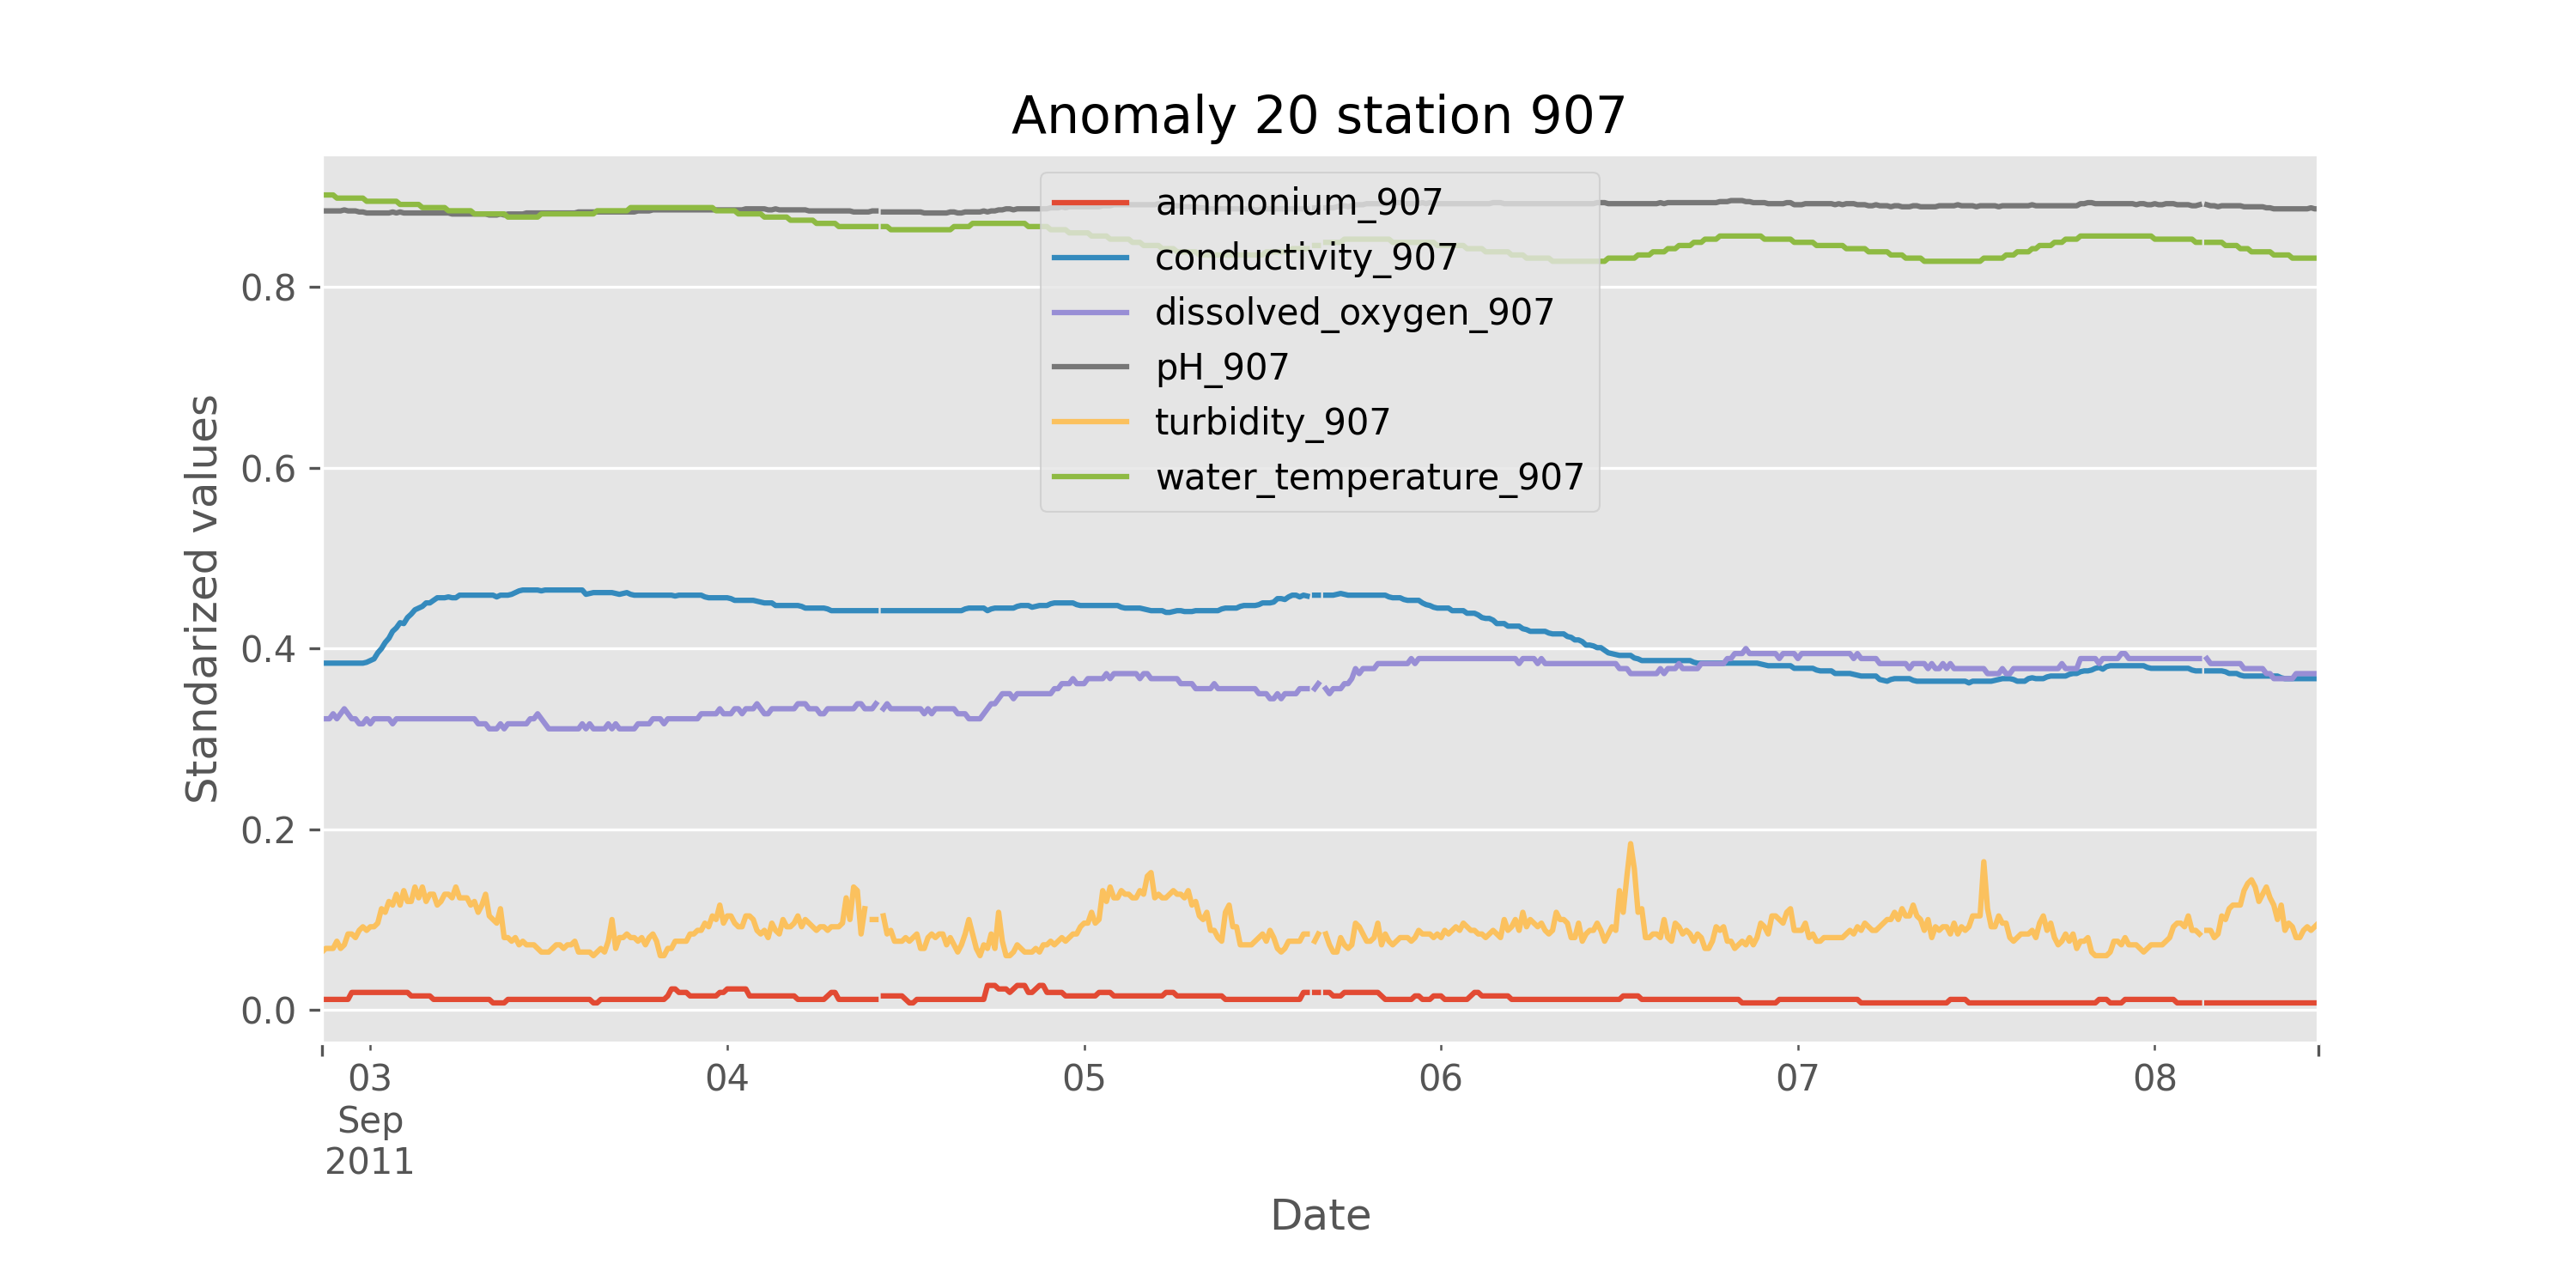 Anomaly 20 station 907
ammonium_907
conductivity_907
dissolved_oxygen_907
pH_907
turbidity_907
water_temperature_907
Standarized values
0.8
0.6
0.4
0.2
0.0
03 04 05 06 07 08
Sep
2011
Date